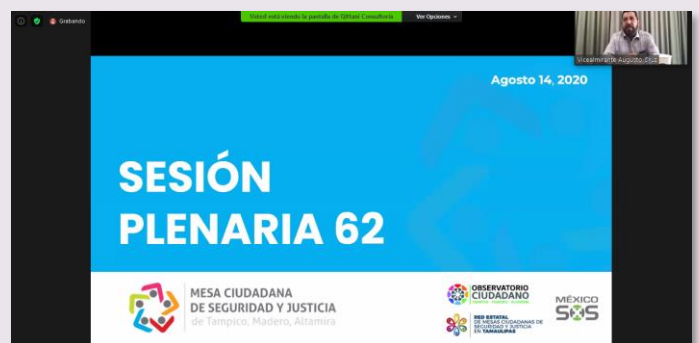 Grabando
Usted está viendo la pantalla de Qittani Consultoría
Ver Opciones
Vicealmirante Augusto
Agosto 14, 2020
SESIÓN
PLENARIA 62
MESA CIUDADANA
DE SEGURIDAD Y JUSTICIA
de Tampico, Madero, Altamira
OBSERVATORIO
CIUDADANO
RED ESTATAL
DE MESAS CIUDADANAS DE
SEGURIDAD Y JUSTICIA
EN TAMAULIPAS
MÉXICO
SOS